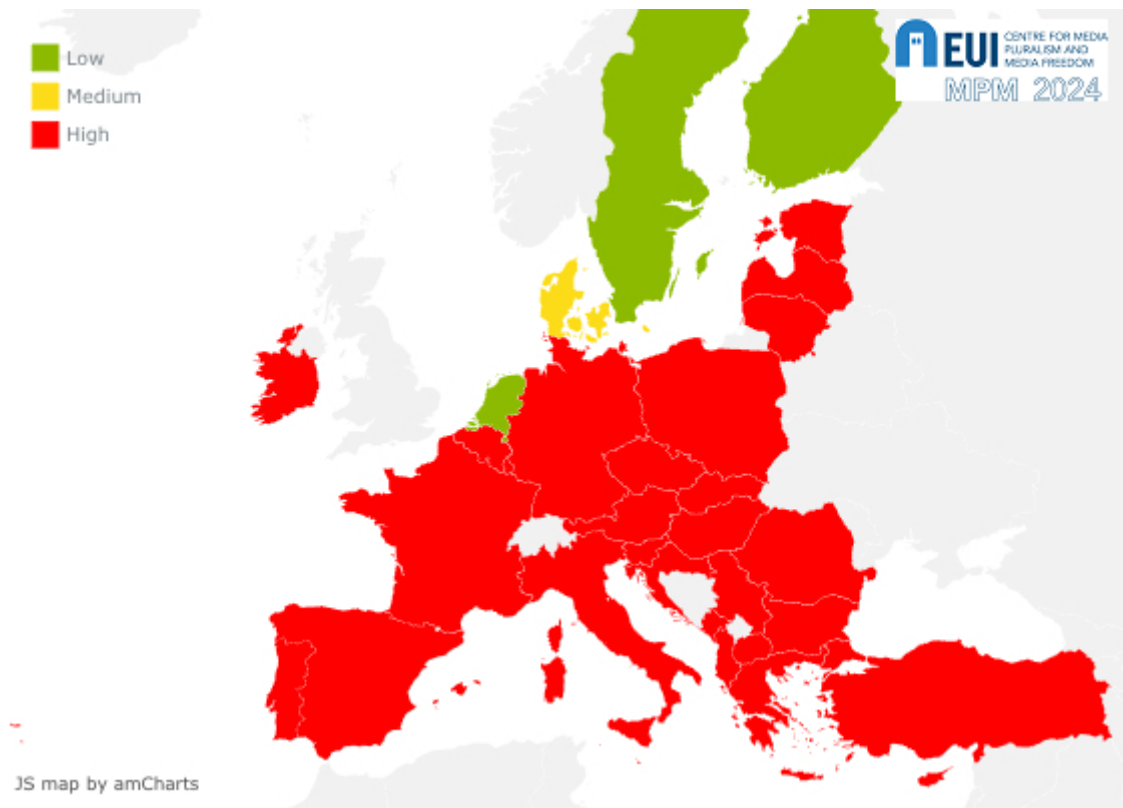 Low
Medium
High
EUI
CENTRE FOR MEDIA
PLURALISM AND
MEDIA FREEDOM
MPM 2024
JS map by amCharts